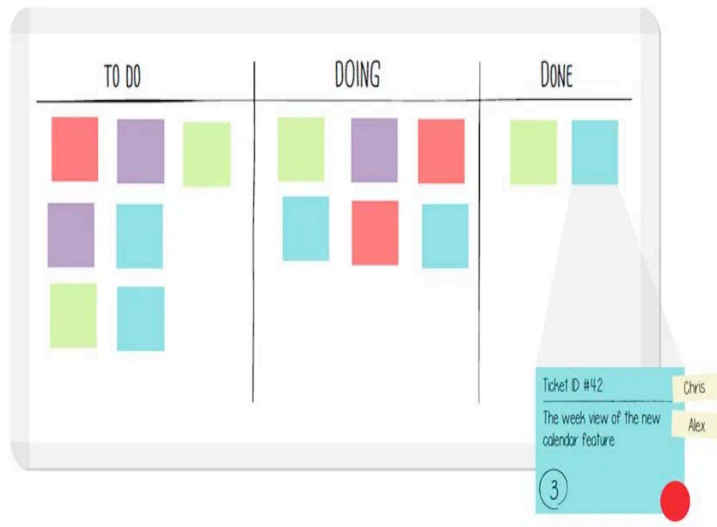 TO DO
DOING
DONE
Ticket ID #42
The week view of the new
calendar feature
3
Chris
Alex